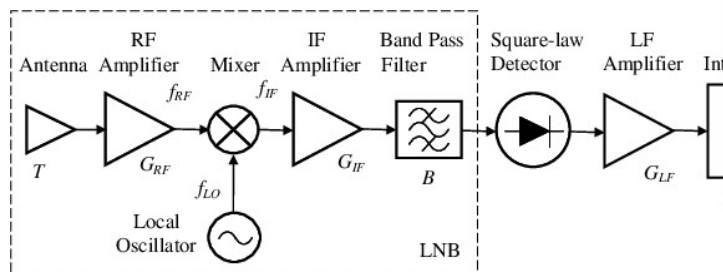 Antenna
RF
Amplifier
Mixer
IF
Amplifier
Band Pass
Filter
Square-law
Detector
LF
Amplifier
Int
f_RF
f_IF
T
G_RF
f_LO
G_IF
B
G_LF
Local
Oscillator
LNB